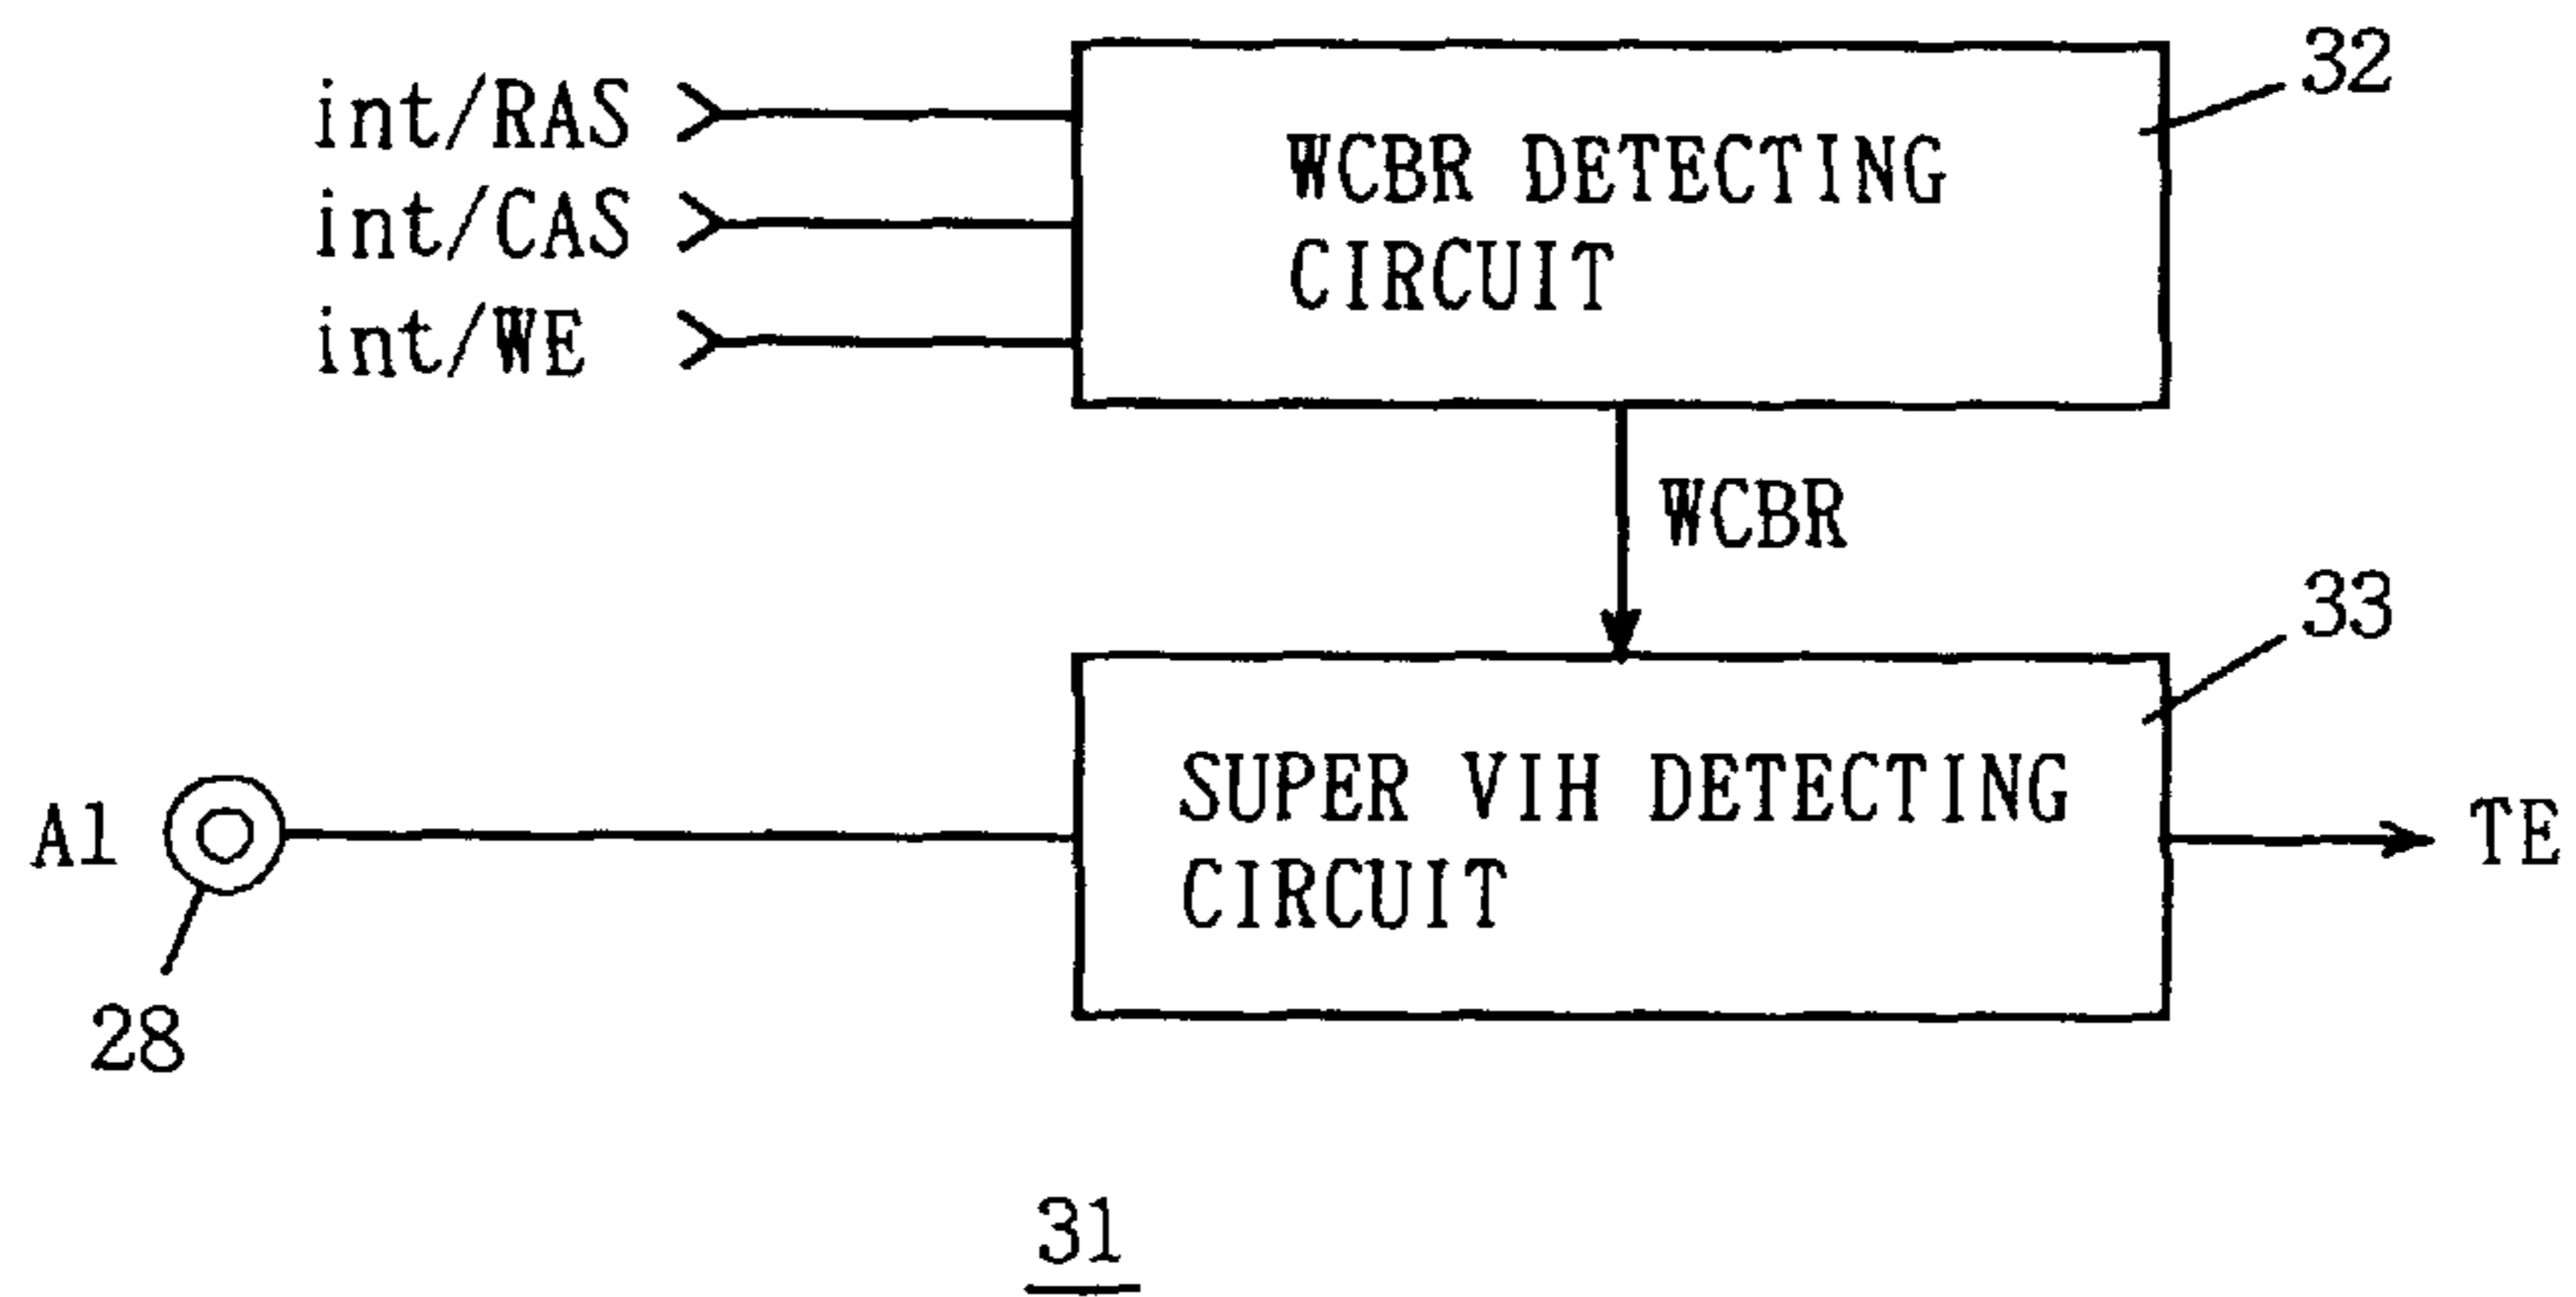 32
int/RAS
int/CAS
int/WE
WCBR DETECTING
CIRCUIT
WCBR
33
A1
28
SUPER VIH DETECTING
CIRCUIT
TE
31